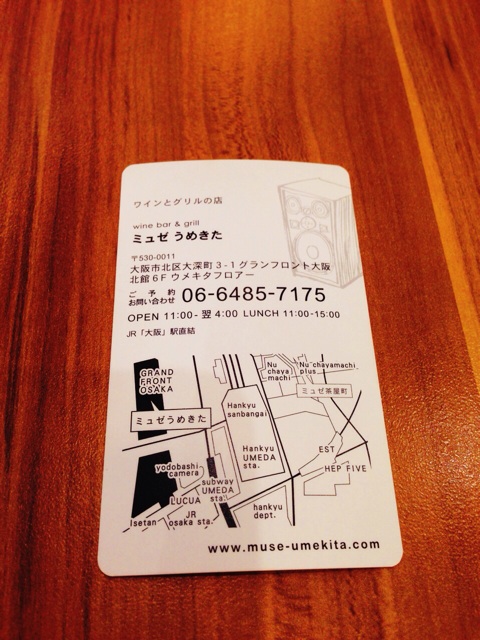 ワインとグリルの店
wine bar & grill
ミュゼ うめきた
〒530-0011
大阪市北区大深町3-1グランフロント大阪
北館6F ウメキタフロアー
ご予約
お問い合わせ 06-6485-7175
OPEN 11:00- 翌 4:00 LUNCH 11:00-15:00
JR「大阪」駅直結
GRAND
FRONT
OSAKA
ミュゼうめきた
Nu
chaya
machi
Nu chayamachi
plus
ミュゼ茶屋町
Hankyu
sanbangai
Hankyu
UMEDA
sta.
EST
HEP FIVE
yodobashi
camera
subway
UMEDA
sta.
LUCUA
Isetan
JR
osaka sta.
hankyu
dept.
www.muse-umekita.com